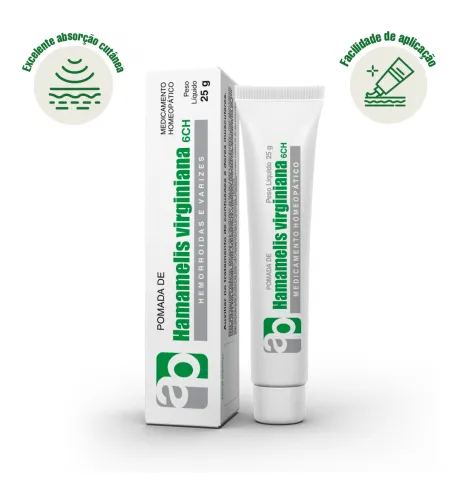 Excelente absorção cutânea
Facilidade de aplicação
MEDICAMENTO
HOMEOPÁTICO
Peso
Líquido
25 g
POMADA DE
Hamamelis virginiana 6CH
HEMORROIDAS E VARIZES
ap
POMADA DE
Peso Líquido 25 g
Hamamelis virginiana 6CH
MEDICAMENTO HOMEOPÁTICO
ap